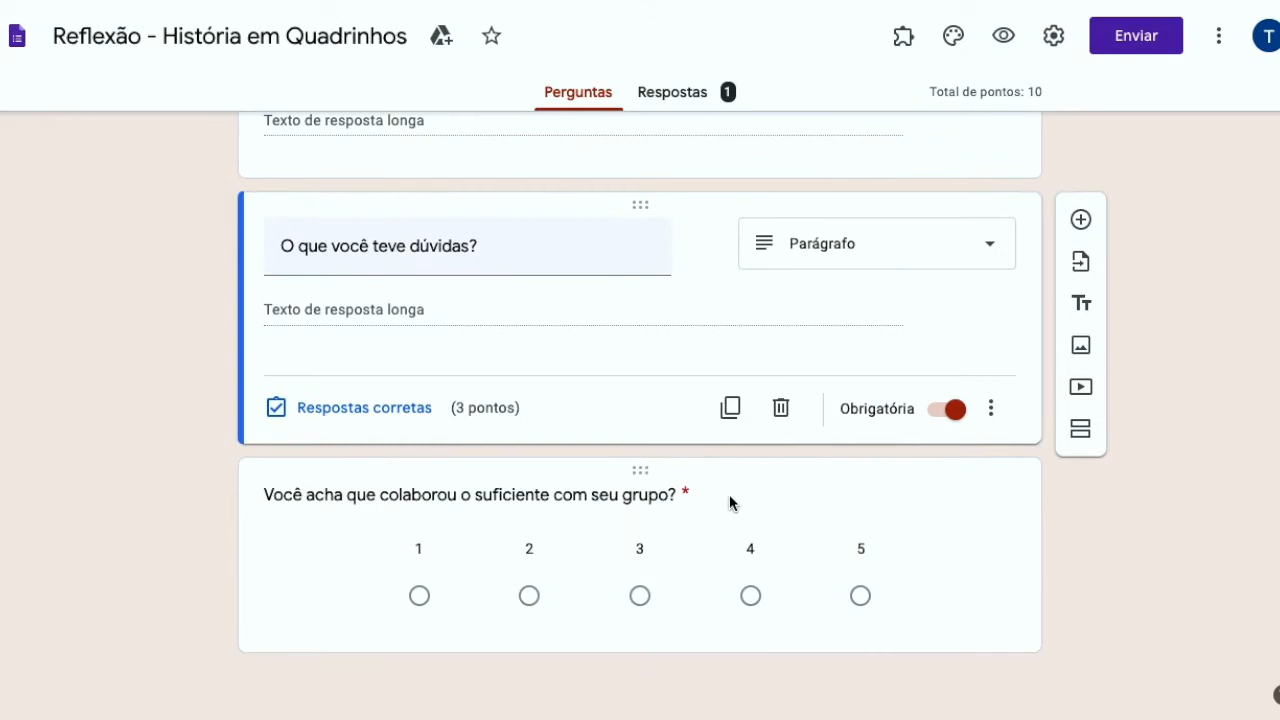 Reflexão - História em Quadrinhos
Enviar
T
Perguntas
Respostas 1
Total de pontos: 10
Texto de resposta longa
O que você teve dúvidas?
Parágrafo
Texto de resposta longa
Respostas corretas (3 pontos)
Obrigatória
Você acha que colaborou o suficiente com seu grupo? *
1 2 3 4 5